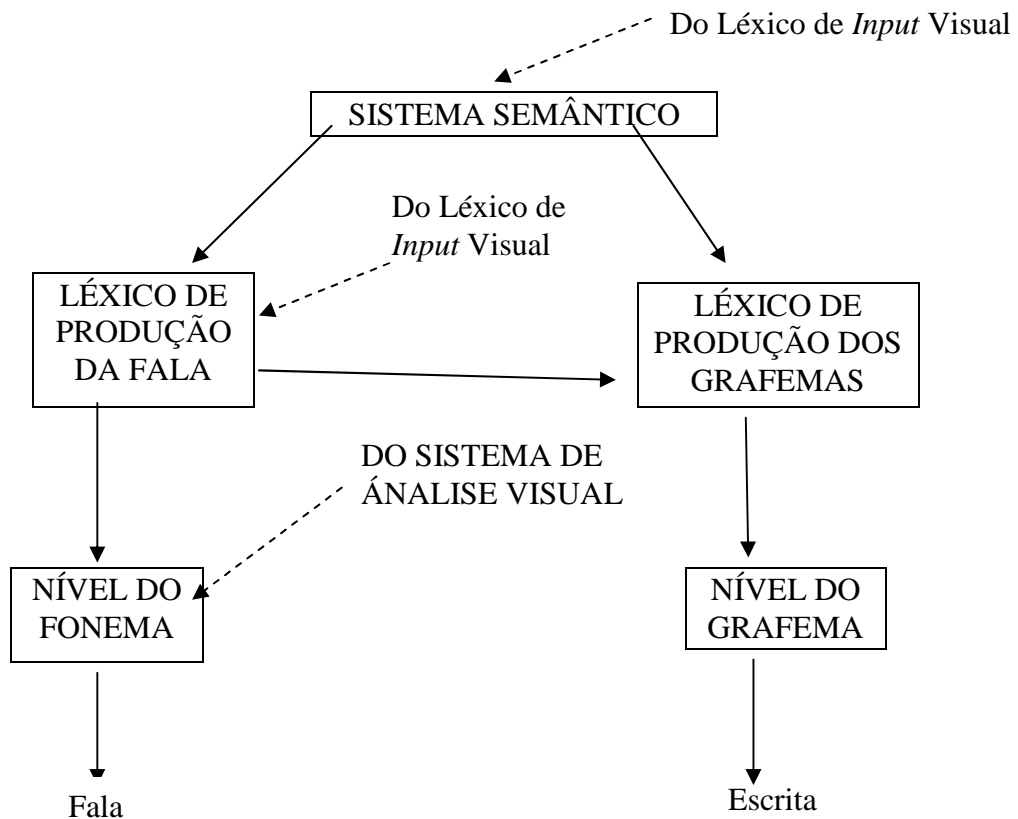 Do Léxico de Input Visual
SISTEMA SEMÂNTICO
Do Léxico de
Input Visual
LÉXICO DE
PRODUÇÃO
DA FALA
LÉXICO DE
PRODUÇÃO DOS
GRAFEMAS
DO SISTEMA DE
ÁNALISE VISUAL
NÍVEL DO
FONEMA
NÍVEL DO
GRAFEMA
Fala
Escrita